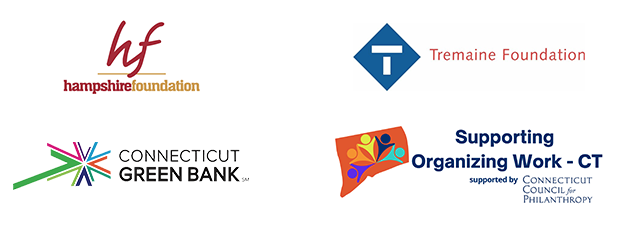 hf
hampshirefoundation
T
Tremaine Foundation
CONNECTICUT
GREEN BANK SM
Supporting
Organizing Work - CT
supported by CONNECTICUT
COUNCIL for
PHILANTHROPY